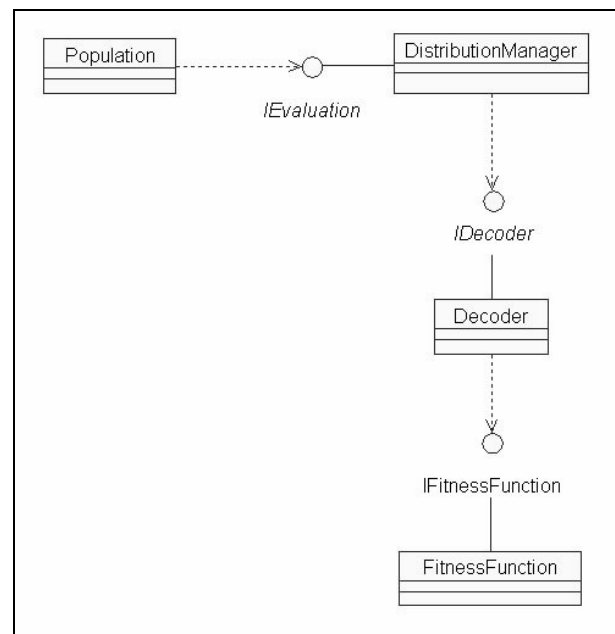 Population
DistributionManager
IEvaluation
IDecoder
Decoder
IFitnessFunction
FitnessFunction